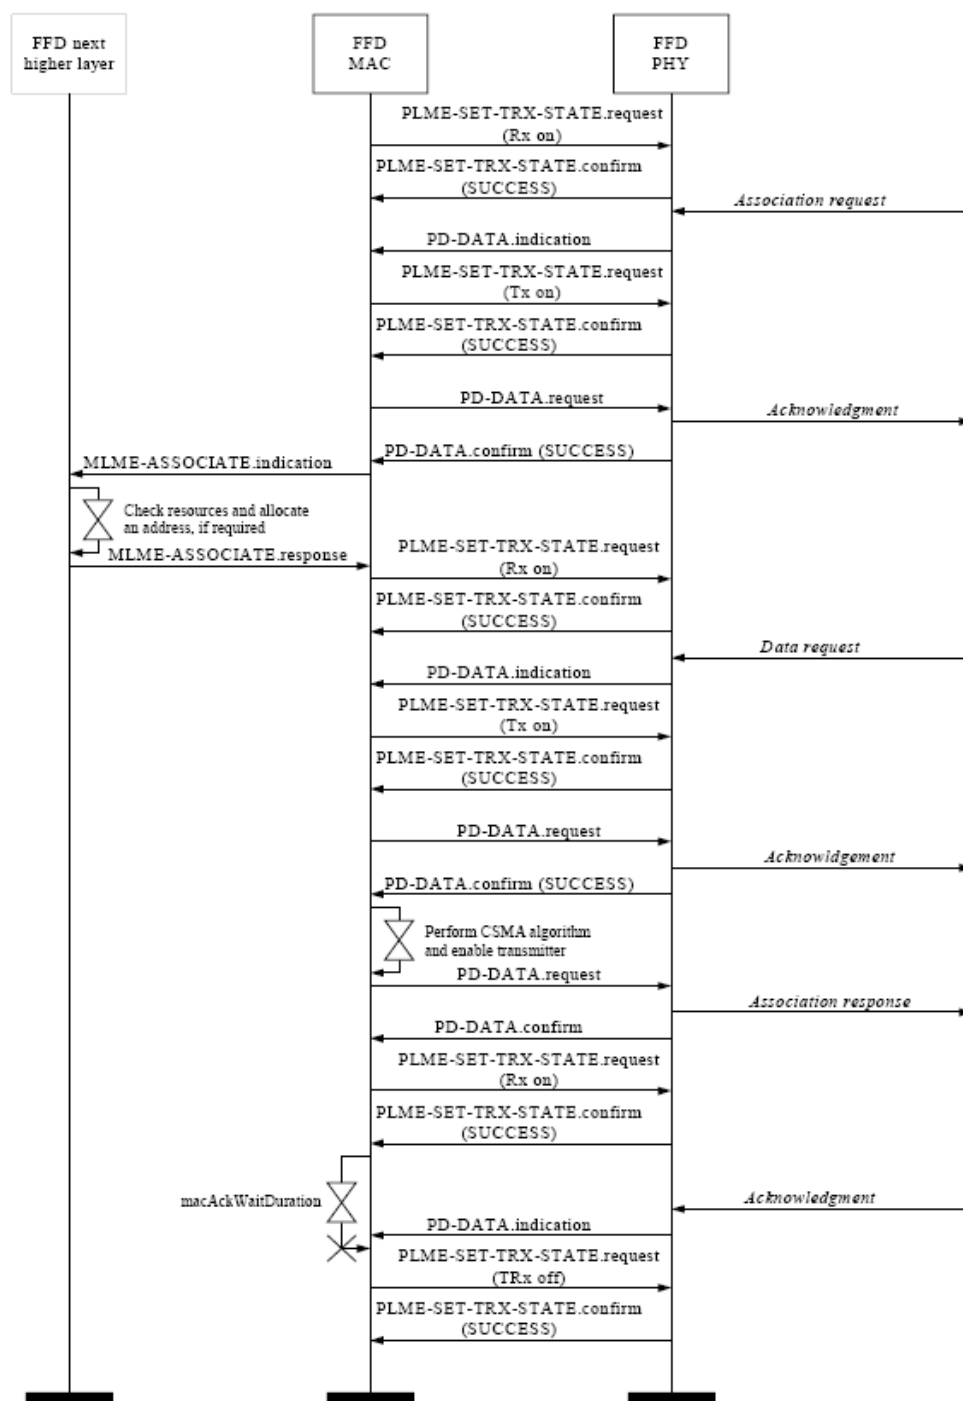 FFD next
higher layer
FFD
MAC
FFD
PHY
PLME-SET-TRX-STATE.request
(Rx on)
PLME-SET-TRX-STATE.confirm
(SUCCESS)
Association request
PD-DATA.indication
PLME-SET-TRX-STATE.request
(Tx on)
PLME-SET-TRX-STATE.confirm
(SUCCESS)
PD-DATA.request
Acknowledgment
PD-DATA.confirm (SUCCESS)
MLME-ASSOCIATE.indication
Check resources and allocate
an address, if required
MLME-ASSOCIATE.response
PLME-SET-TRX-STATE.request
(Rx on)
PLME-SET-TRX-STATE.confirm
(SUCCESS)
Data request
PD-DATA.indication
PLME-SET-TRX-STATE.request
(Tx on)
PLME-SET-TRX-STATE.confirm
(SUCCESS)
PD-DATA.request
Acknowldgement
PD-DATA.confirm (SUCCESS)
Perform CSMA algorithm
and enable transmitter
PD-DATA.request
Association response
PD-DATA.confirm
PLME-SET-TRX-STATE.request
(Rx on)
PLME-SET-TRX-STATE.confirm
(SUCCESS)
macAckWaitDuration
Acknowledgment
PD-DATA.indication
PLME-SET-TRX-STATE.request
(TRx off)
PLME-SET-TRX-STATE.confirm
(SUCCESS)